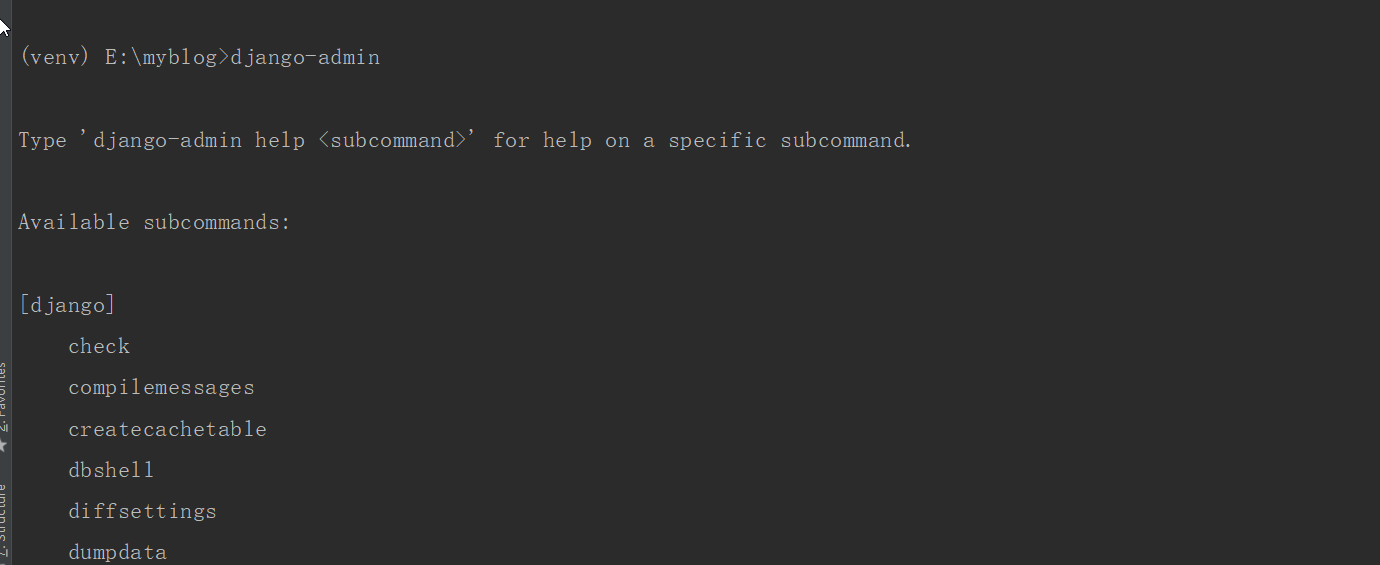 (venv) E:\myblog>django-admin
Type 'django-admin help <subcommand>' for help on a specific subcommand.
Available subcommands:
[django]
    check
    compilemessages
    createcachetable
    dbshell
    diffsettings
    dumpdata
2: Favorites
7: Structure